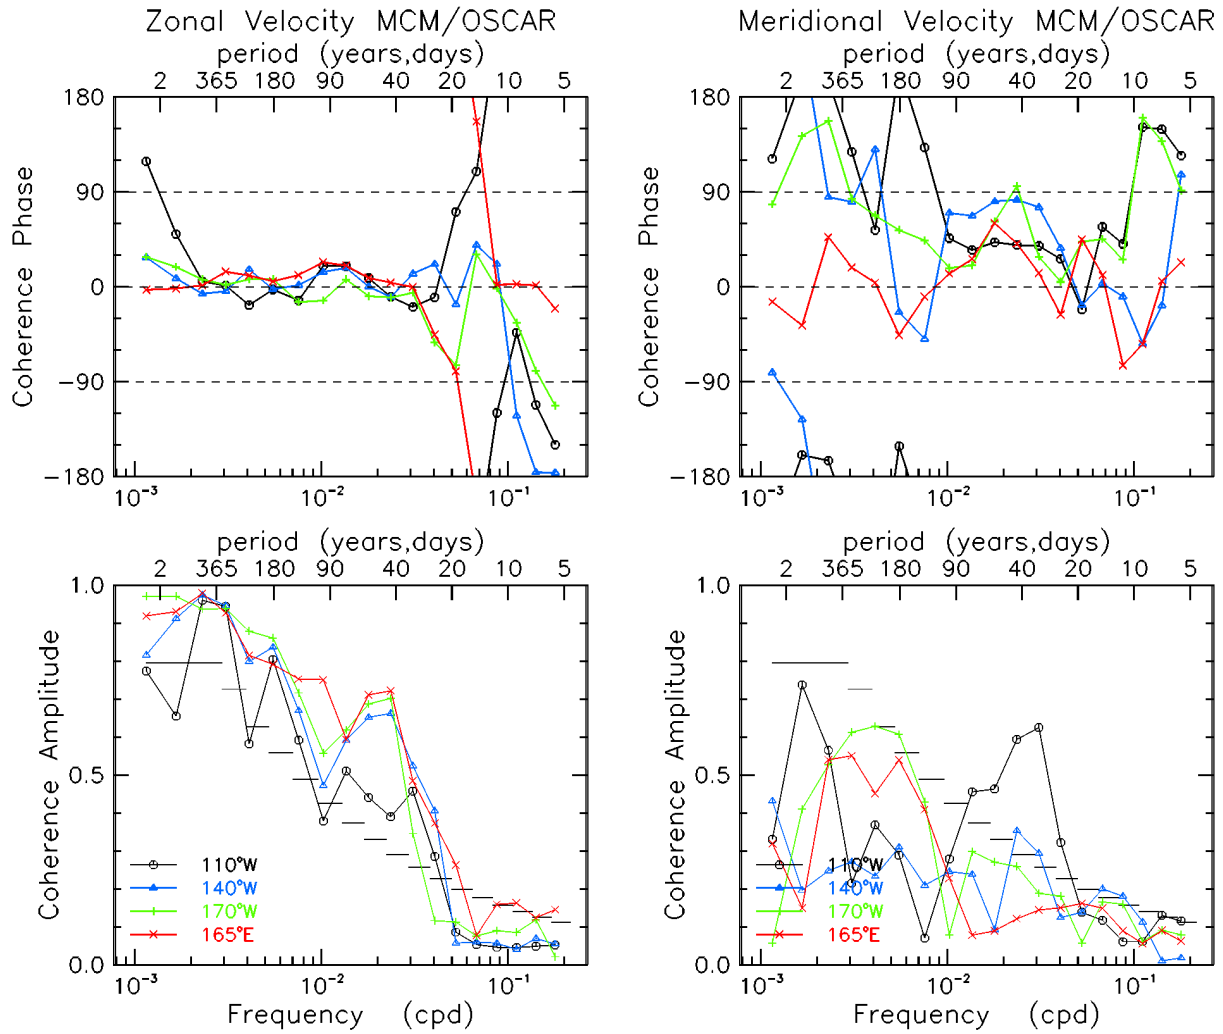 Zonal Velocity MCM/OSCAR
period (years,days)
2 365 180 90 40 20 10 5
180
90
0
−90
−180
Coherence Phase
10⁻³ 10⁻² 10⁻¹
Meridional Velocity MCM/OSCAR
period (years,days)
2 365 180 90 40 20 10 5
180
90
0
−90
−180
Coherence Phase
10⁻³ 10⁻² 10⁻¹
period (years,days)
2 365 180 90 40 20 10 5
1.0
0.5
0.0
Coherence Amplitude
110°W
140°W
170°W
165°E
10⁻³ 10⁻² 10⁻¹
Frequency (cpd)
period (years,days)
2 365 180 90 40 20 10 5
1.0
0.5
0.0
Coherence Amplitude
110°W
140°W
170°W
165°E
10⁻³ 10⁻² 10⁻¹
Frequency (cpd)